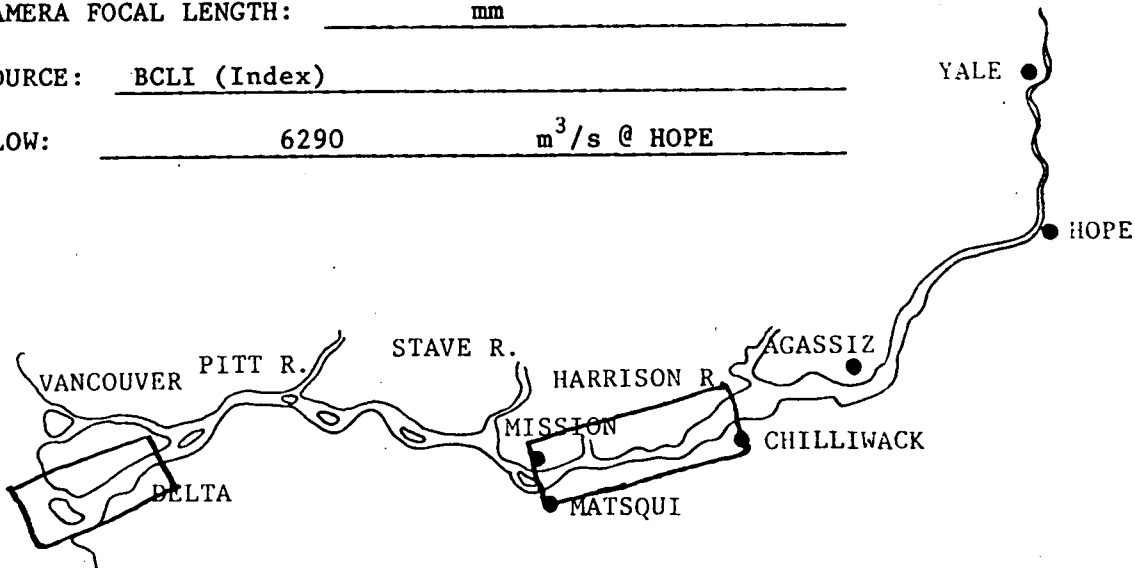 AMERA FOCAL LENGTH: mm
OURCE: BCLI (Index)
LOW: 6290 m³/s @ HOPE
YALE
HOPE
AGASSIZ
STAVE R.
PITT R.
VANCOUVER
HARRISON R.
MISSION
CHILLIWACK
DELTA
MATSQUI